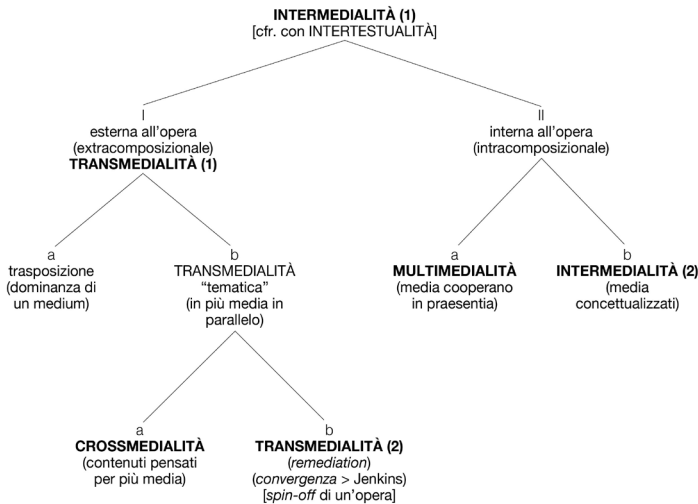 INTERMEDIALITÀ (1)
[cfr. con INTERTESTUALITÀ]
I
esterna all'opera
(extracomposizionale)
TRANSMEDIALITÀ (1)
II
interna all'opera
(intracomposizionale)
a
trasposizione
(dominanza di
un medium)
b
TRANSMEDIALITÀ
“tematica”
(in più media in
parallelo)
a
MULTIMEDIALITÀ
(media cooperano
in praesentia)
b
INTERMEDIALITÀ (2)
(media
concettualizzati)
a
CROSSMEDIALITÀ
(contenuti pensati
per più media)
b
TRANSMEDIALITÀ (2)
(remediation)
(convergenza > Jenkins)
[spin-off di un'opera]